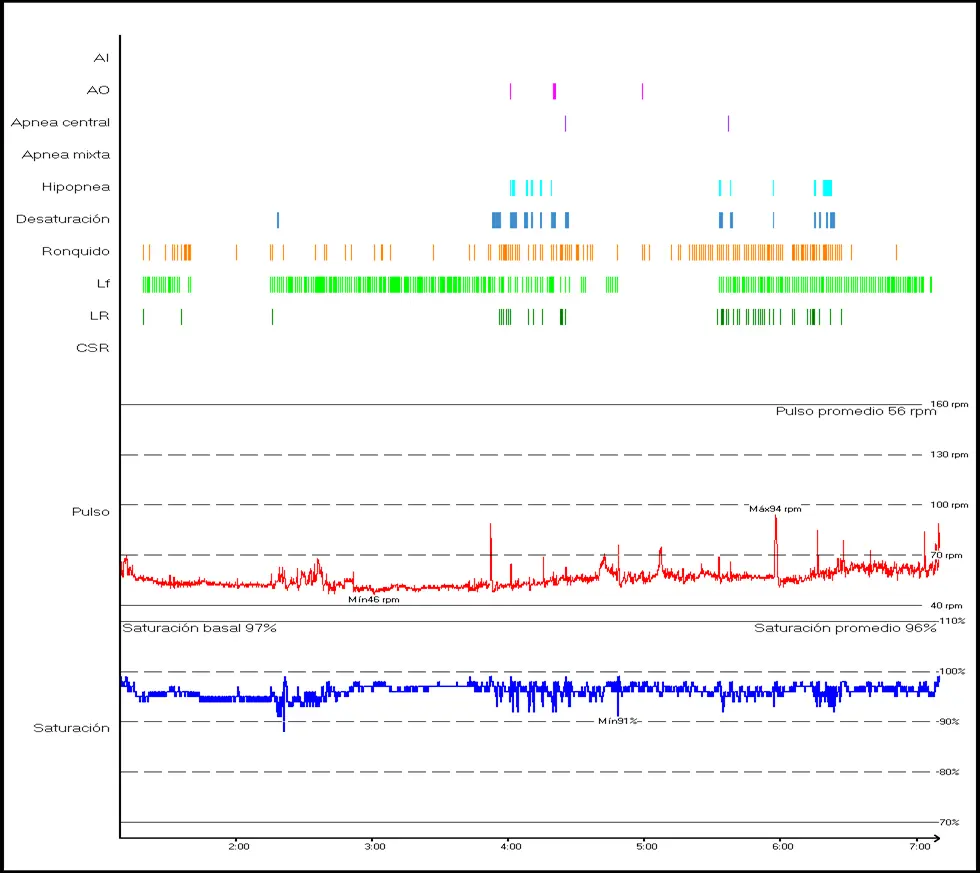 AI
AO
Apnea central
Apnea mixta
Hipopnea
Desaturación
Ronquido
Lf
LR
CSR
160 rpm
Pulso promedio 56 rpm
130 rpm
100 rpm
Máx94 rpm
Pulso
70 rpm
Mín46 rpm
40 rpm
110%
Saturación basal 97%
Saturación promedio 96%
100%
Mín91%
90%
Saturación
80%
70%
2:00 3:00 4:00 5:00 6:00 7:00